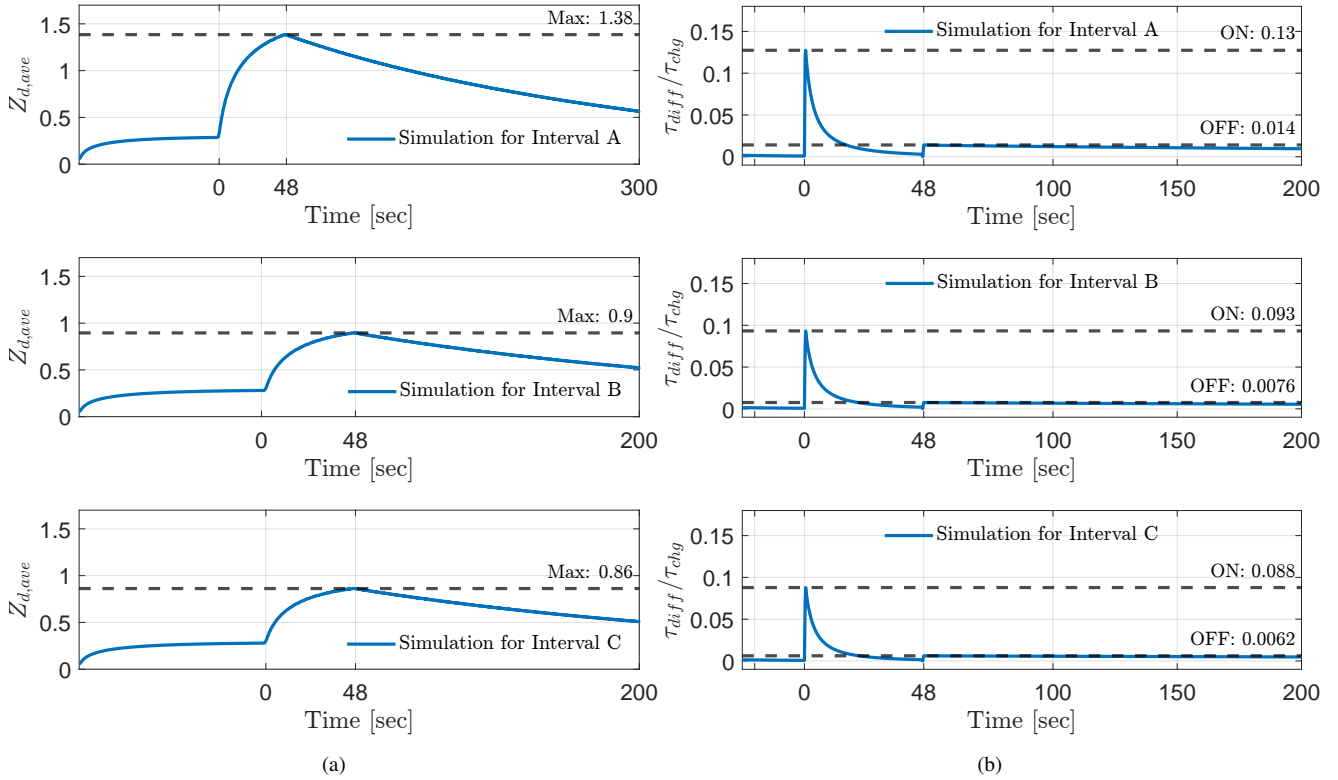 1.5
1
0.5
0
Z_{d,ave}
Max: 1.38
Simulation for Interval A
0 48 300
Time [sec]
1.5
1
0.5
0
Z_{d,ave}
Max: 0.9
Simulation for Interval B
0 48 200
Time [sec]
1.5
1
0.5
0
Z_{d,ave}
Max: 0.86
Simulation for Interval C
0 48 200
Time [sec]
(a)
0.15
0.1
0.05
0
τ_{diff}/τ_{chg}
Simulation for Interval A
ON: 0.13
OFF: 0.014
0 48 100 150 200
Time [sec]
0.15
0.1
0.05
0
τ_{diff}/τ_{chg}
Simulation for Interval B
ON: 0.093
OFF: 0.0076
0 48 100 150 200
Time [sec]
0.15
0.1
0.05
0
τ_{diff}/τ_{chg}
Simulation for Interval C
ON: 0.088
OFF: 0.0062
0 48 100 150 200
Time [sec]
(b)